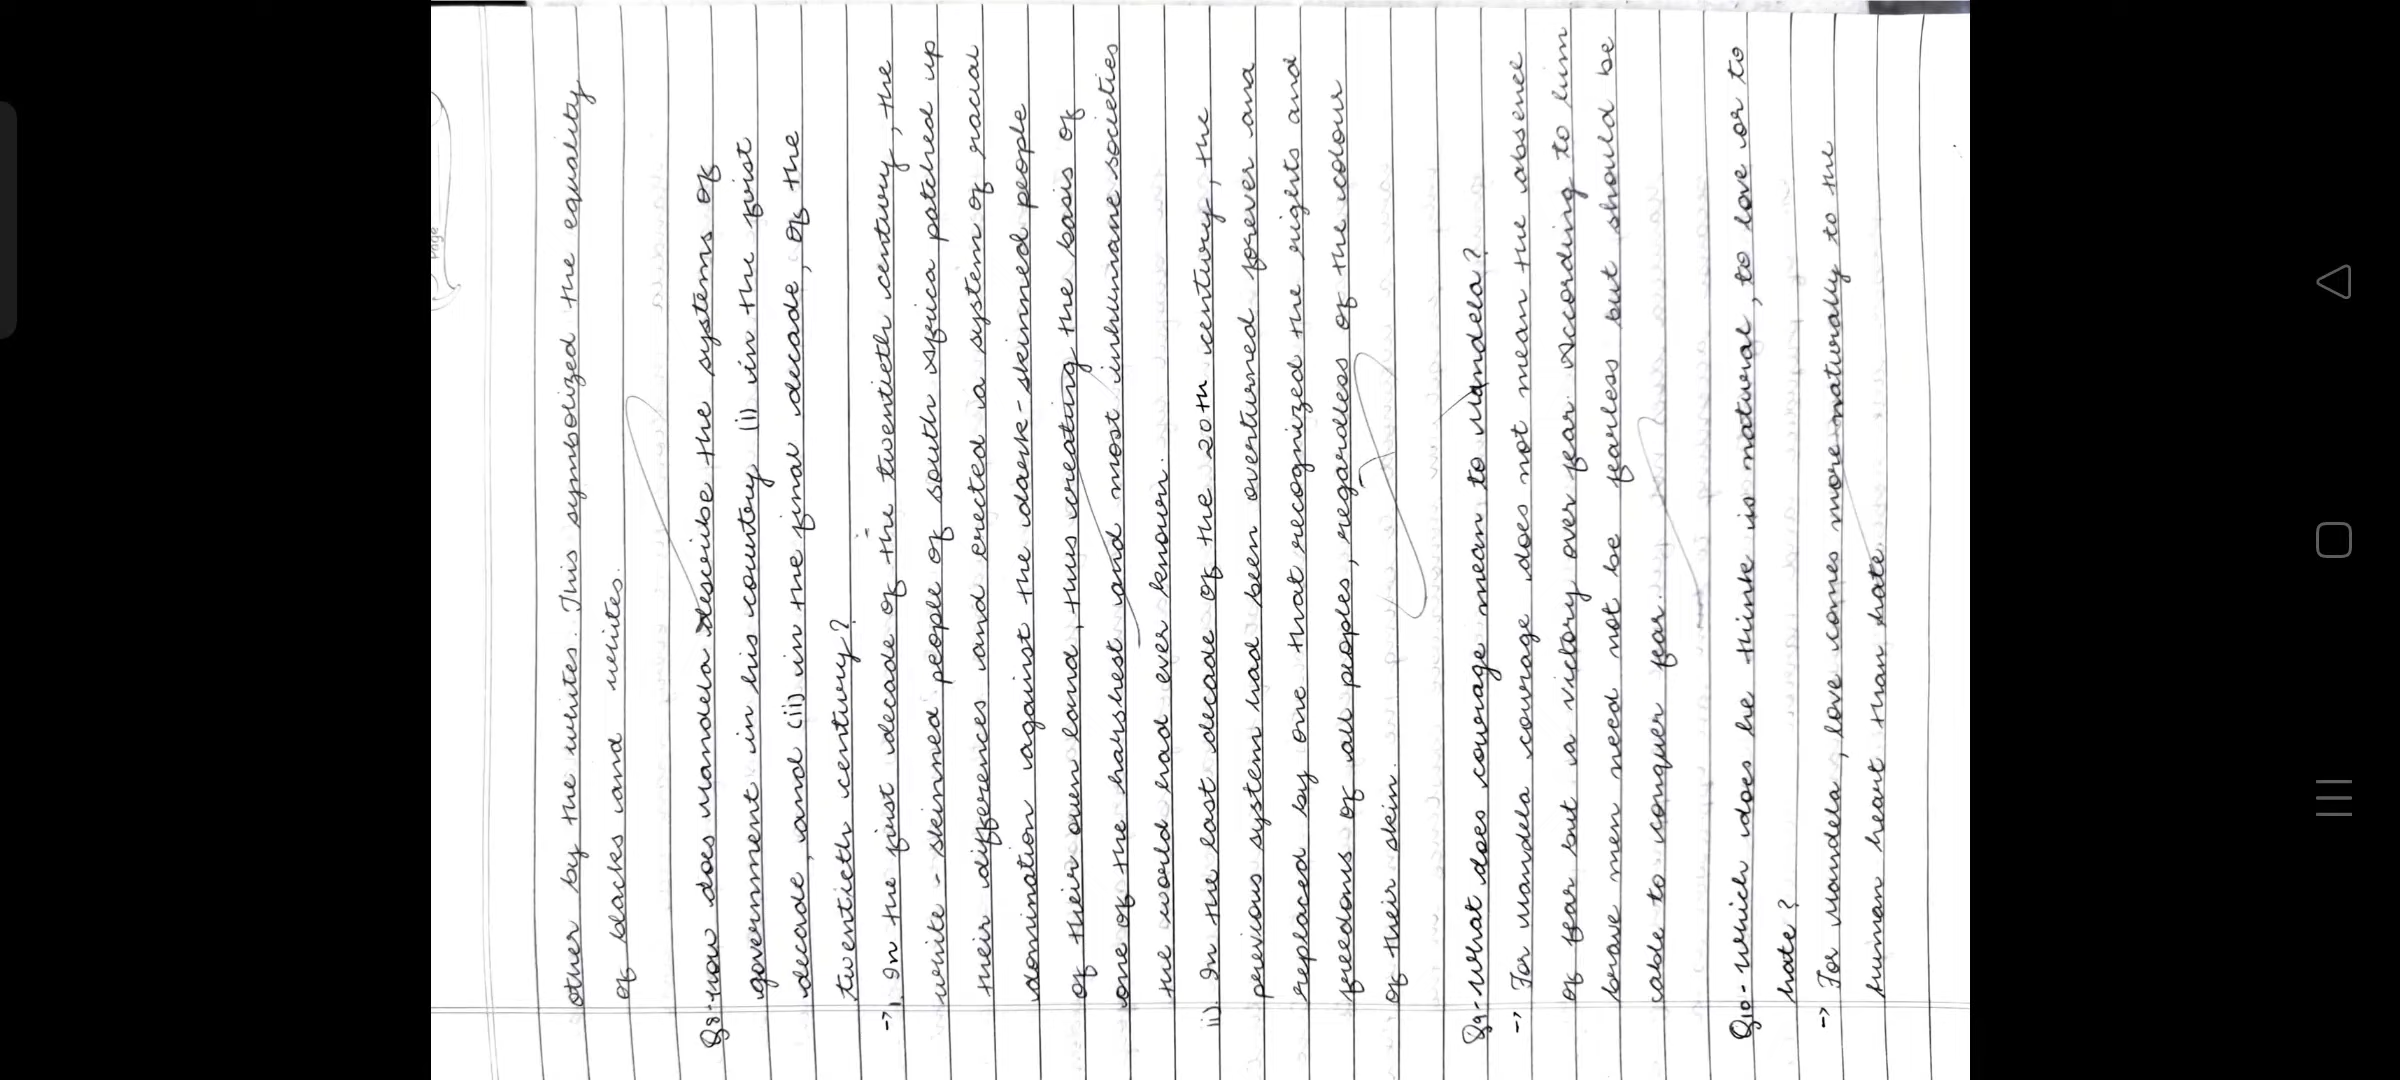 Page
other by the whites. This symbolized the equality
of blacks and whites.
Q8- How does Mandela describe the systems of
government in his country (i) in the first
decade, and (ii) in the final decade, of the
twentieth century?
→ i. In the first decade of the twentieth century, the
white-skinned people of South Africa patched up
their differences and erected a system of racial
domination against the dark-skinned people
of their own land, thus creating the basis of
one of the harshest and most inhumane societies
the world had ever known.
ii) In the last decade of the 20th century, the
previous system had been overturned forever and
replaced by one that recognized the rights and
freedoms of all peoples, regardless of the colour
of their skin.
Q9- What does courage mean to Mandela?
→ For Mandela courage does not mean the absence
of fear but a victory over fear. According to him
brave men need not be fearless but should be
able to conquer fear.
Q10- Which does he think is natural, to love or to
hate?
→ For Mandela, love comes more naturally to the
human heart than hate.